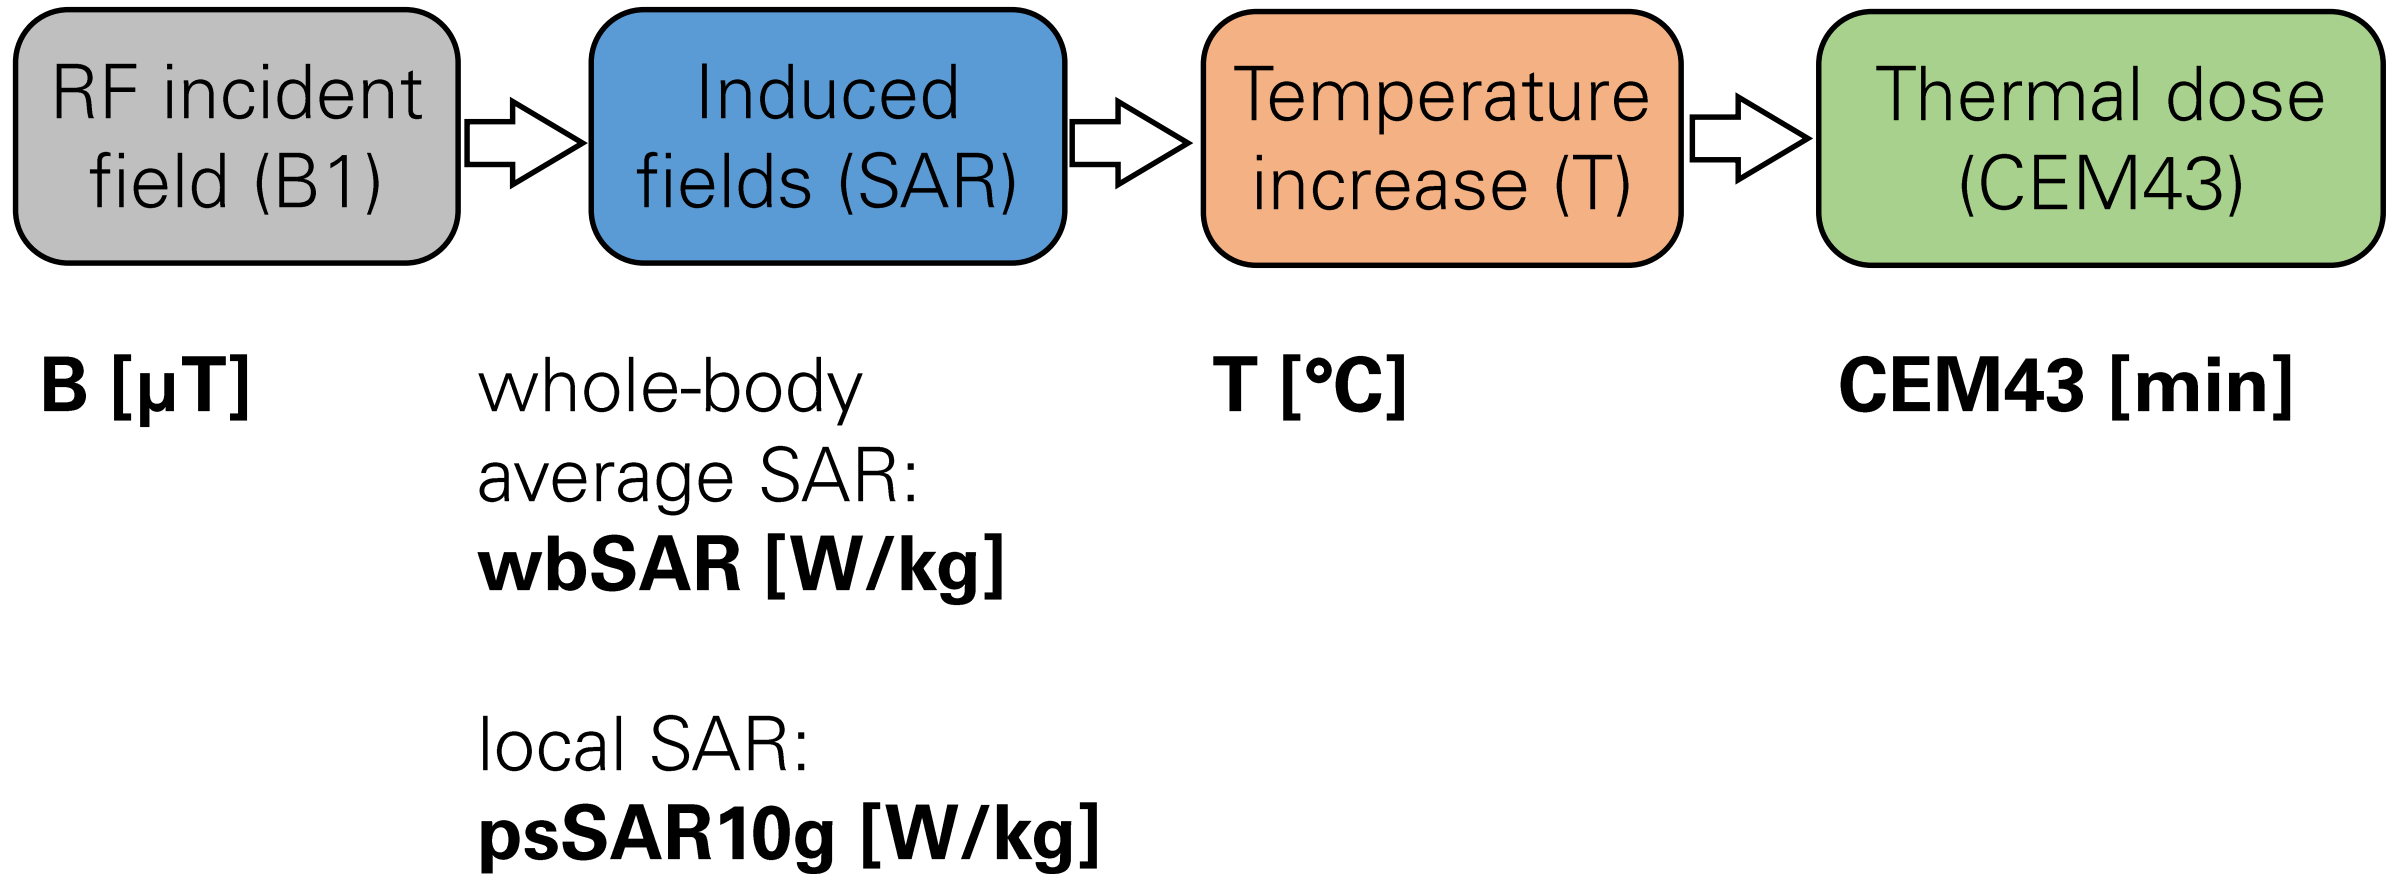 RF incident
field (B1)
Induced
fields (SAR)
Temperature
increase (T)
Thermal dose
(CEM43)
B [µT]
whole-body
average SAR:
wbSAR [W/kg]
local SAR:
psSAR10g [W/kg]
T [°C]
CEM43 [min]